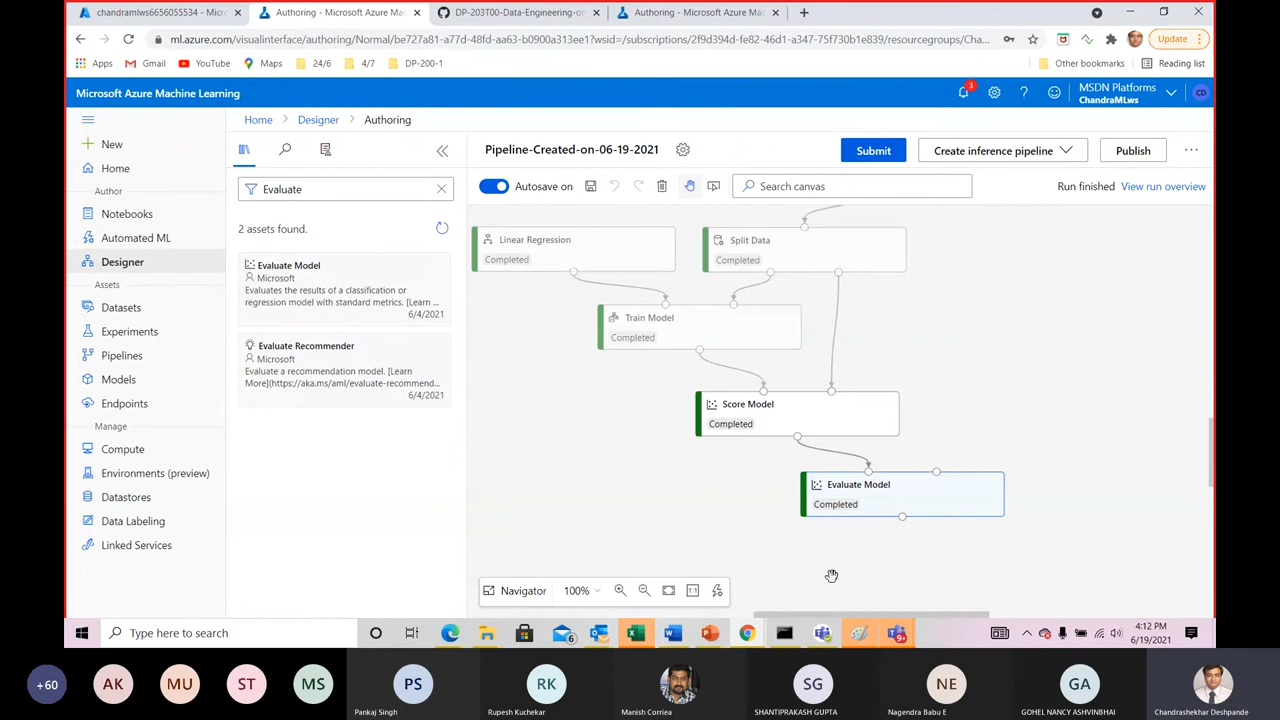 chandramlws6656055534 - Micro
Authoring - Microsoft Azure Mach
DP-203T00-Data-Engineering-on
Authoring - Microsoft Azure Mach
ml.azure.com/visualinterface/authoring/Normal/be727a81-a77d-48fd-aa63-b0900a313ee1?wsid=/subscriptions/2f9d394d-fe82-46d1-a347-75f730b1e839/resourcegroups/Cha...
Update
Apps
Gmail
YouTube
Maps
24/6
4/7
DP-200-1
Other bookmarks
Reading list
Microsoft Azure Machine Learning
3
MSDN Platforms
ChandraMLws
CD
New
Home
Author
Notebooks
Automated ML
Designer
Assets
Datasets
Experiments
Pipelines
Models
Endpoints
Manage
Compute
Environments (preview)
Datastores
Data Labeling
Linked Services
Home
Designer
Authoring
Evaluate
2 assets found.
Evaluate Model
Microsoft
Evaluates the results of a classification or
regression model with standard metrics. [Learn ...
6/4/2021
Evaluate Recommender
Microsoft
Evaluate a recommendation model. [Learn
More](https://aka.ms/aml/evaluate-recommend...
6/4/2021
Pipeline-Created-on-06-19-2021
Submit
Create inference pipeline
Publish
Autosave on
Search canvas
Run finished
View run overview
Linear Regression
Completed
Split Data
Completed
Train Model
Completed
Score Model
Completed
Evaluate Model
Completed
Navigator
100%
1:1
Type here to search
6
9+
4:12 PM
6/19/2021
+60
AK
MU
ST
MS
PS
Pankaj Singh
RK
Rupesh Kuchekar
Manish Correia
SG
SHANTIPRAKASH GUPTA
NE
Nagendra Babu E
GA
GOHEL NANCY ASHVINBHAI
Chandrashekhar Deshpande